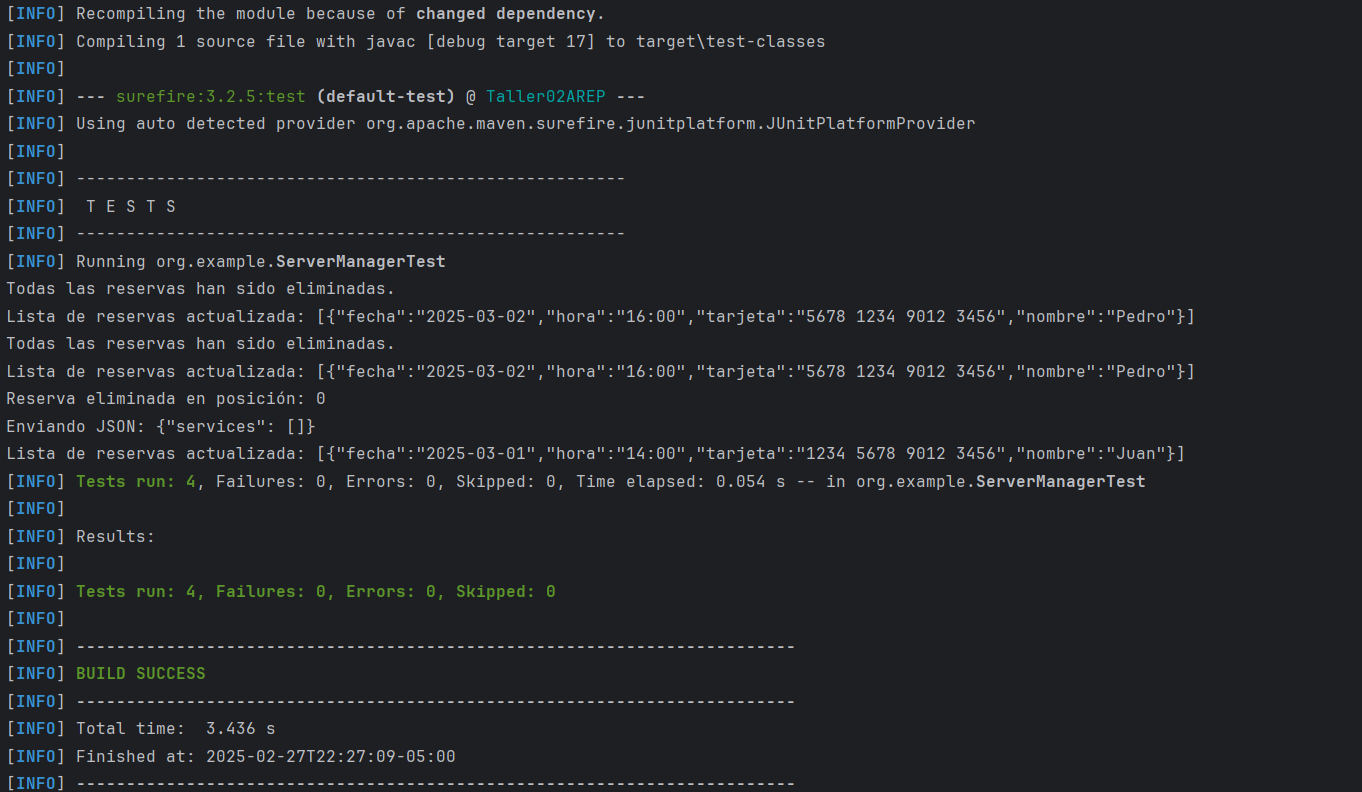 [INFO] Recompiling the module because of changed dependency.
[INFO] Compiling 1 source file with javac [debug target 17] to target\test-classes
[INFO]
[INFO] --- surefire:3.2.5:test (default-test) @ Taller02AREP ---
[INFO] Using auto detected provider org.apache.maven.surefire.junitplatform.JUnitPlatformProvider
[INFO]
[INFO] -------------------------------------------------------
[INFO]  T E S T S
[INFO] -------------------------------------------------------
[INFO] Running org.example.ServerManagerTest
Todas las reservas han sido eliminadas.
Lista de reservas actualizada: [{"fecha":"2025-03-02","hora":"16:00","tarjeta":"5678 1234 9012 3456","nombre":"Pedro"}]
Todas las reservas han sido eliminadas.
Lista de reservas actualizada: [{"fecha":"2025-03-02","hora":"16:00","tarjeta":"5678 1234 9012 3456","nombre":"Pedro"}]
Reserva eliminada en posición: 0
Enviando JSON: {"services": []}
Lista de reservas actualizada: [{"fecha":"2025-03-01","hora":"14:00","tarjeta":"1234 5678 9012 3456","nombre":"Juan"}]
[INFO] Tests run: 4, Failures: 0, Errors: 0, Skipped: 0, Time elapsed: 0.054 s -- in org.example.ServerManagerTest
[INFO]
[INFO] Results:
[INFO]
[INFO] Tests run: 4, Failures: 0, Errors: 0, Skipped: 0
[INFO]
[INFO] ------------------------------------------------------------------------
[INFO] BUILD SUCCESS
[INFO] ------------------------------------------------------------------------
[INFO] Total time:  3.436 s
[INFO] Finished at: 2025-02-27T22:27:09-05:00
[INFO] ------------------------------------------------------------------------